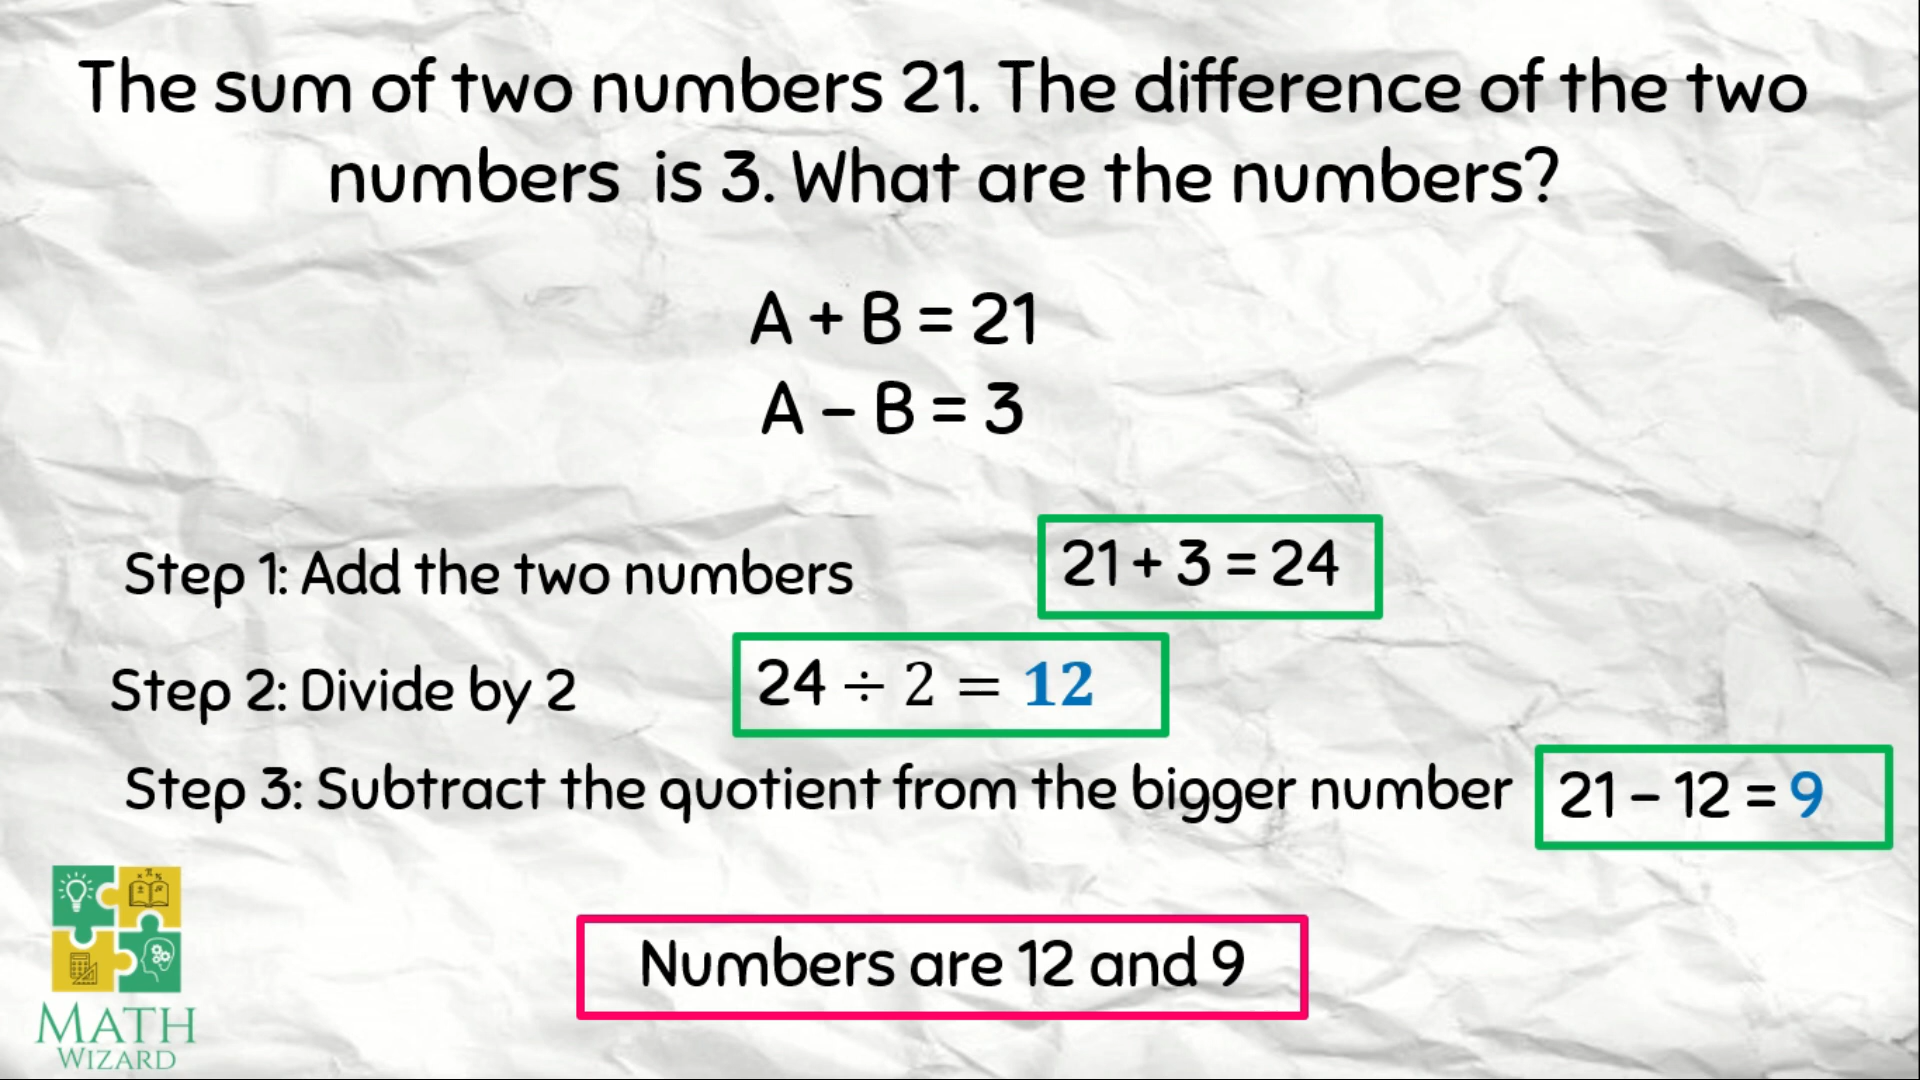 The sum of two numbers 21. The difference of the two
numbers is 3. What are the numbers?
A + B = 21
A – B = 3
Step 1: Add the two numbers
21 + 3 = 24
Step 2: Divide by 2
24 ÷ 2 = 12
Step 3: Subtract the quotient from the bigger number
21 – 12 = 9
Numbers are 12 and 9
MATH
WIZARD